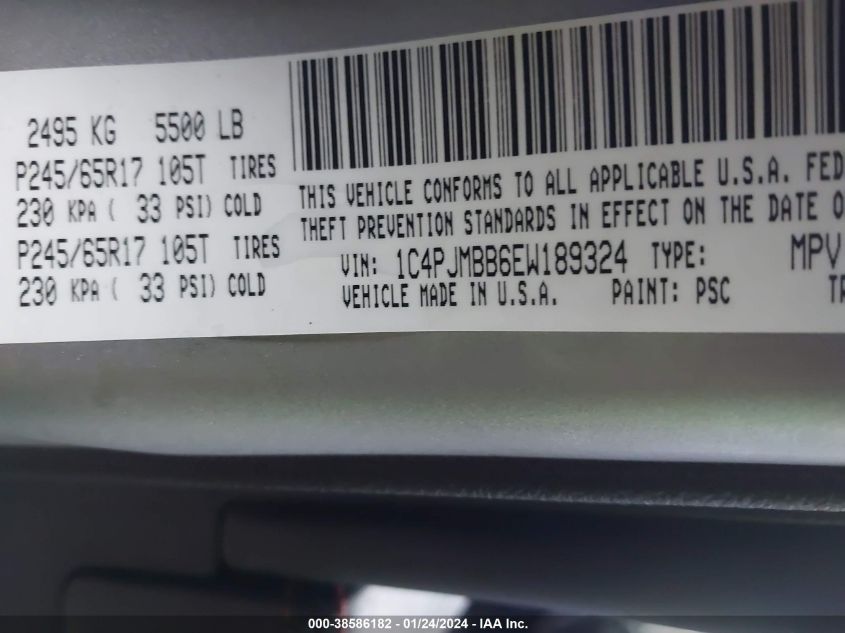 2495 KG 5500 LB
P245/65R17 105T TIRES
230 KPA ( 33 PSI) COLD
P245/65R17 105T TIRES
230 KPA ( 33 PSI) COLD
THIS VEHICLE CONFORMS TO ALL APPLICABLE U.S.A. FED
THEFT PREVENTION STANDARDS IN EFFECT ON THE DATE O
VIN: 1C4PJMBB6EW189324 TYPE: MPV
VEHICLE MADE IN U.S.A. PAINT: PSC TR
000-38586182 - 01/24/2024 - IAA Inc.